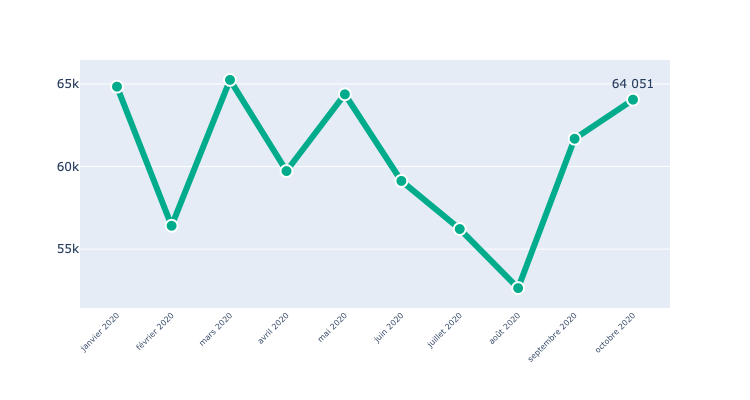 65k
60k
55k
64 051
janvier 2020
février 2020
mars 2020
avril 2020
mai 2020
juin 2020
juillet 2020
août 2020
septembre 2020
octobre 2020